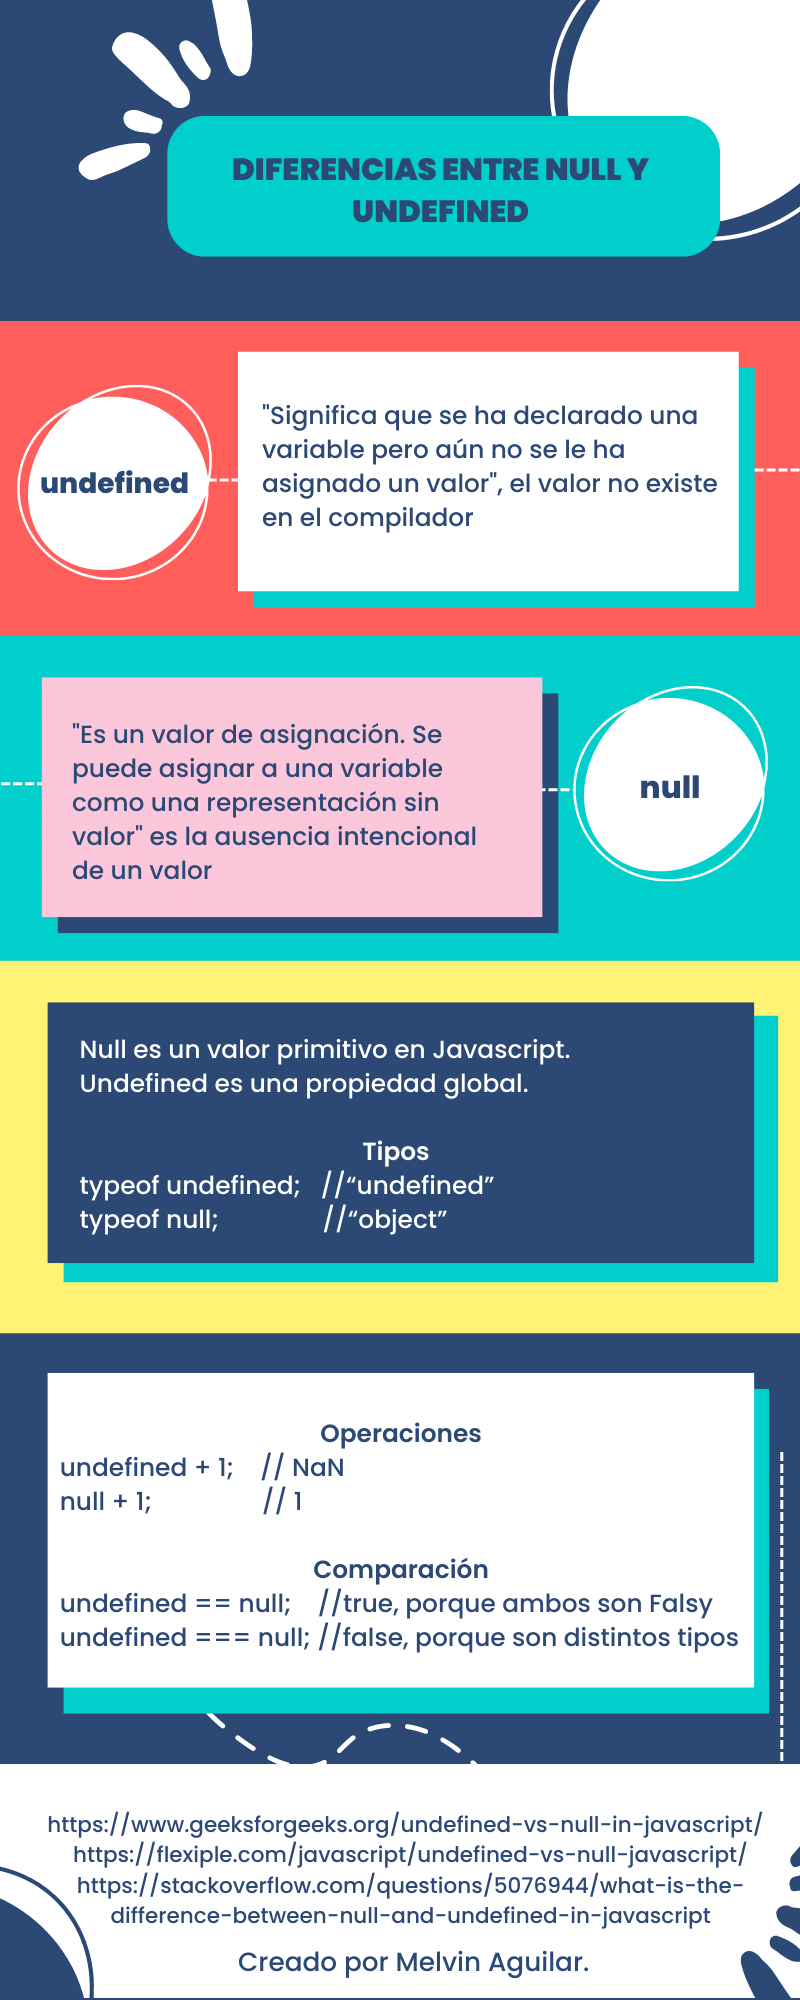 DIFERENCIAS ENTRE NULL Y
UNDEFINED
undefined
"Significa que se ha declarado una
variable pero aún no se le ha
asignado un valor", el valor no existe
en el compilador
"Es un valor de asignación. Se
puede asignar a una variable
como una representación sin
valor" es la ausencia intencional
de un valor
null
Null es un valor primitivo en Javascript.
Undefined es una propiedad global.
Tipos
typeof undefined; //“undefined”
typeof null; //“object”
Operaciones
undefined + 1; // NaN
null + 1; // 1
Comparación
undefined == null; //true, porque ambos son Falsy
undefined === null; //false, porque son distintos tipos
https://www.geeksforgeeks.org/undefined-vs-null-in-javascript/
https://flexiple.com/javascript/undefined-vs-null-javascript/
https://stackoverflow.com/questions/5076944/what-is-the-
difference-between-null-and-undefined-in-javascript
Creado por Melvin Aguilar.